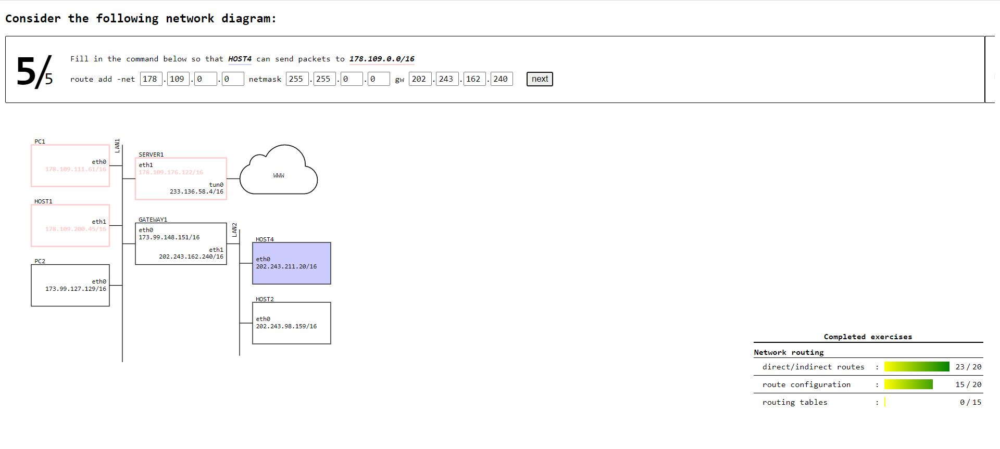 Consider the following network diagram:
5/5
Fill in the command below so that HOST4 can send packets to 178.109.0.0/16
route add -net 178.109.0.0 netmask 255.255.0.0 gw 202.243.162.240 next
PC1
eth0
178.109.111.61/16
LAN1
SERVER1
eth1
178.109.176.122/16
tun0
233.136.58.4/16
WWW
HOST1
eth1
178.109.200.45/16
GATEWAY1
eth0
173.99.148.151/16
eth1
202.243.162.240/16
LAN2
HOST4
eth0
202.243.211.20/16
PC2
eth0
173.99.127.129/16
HOST2
eth0
202.243.98.159/16
Completed exercises
Network routing
direct/indirect routes : 23/20
route configuration : 15/20
routing tables : 0/15